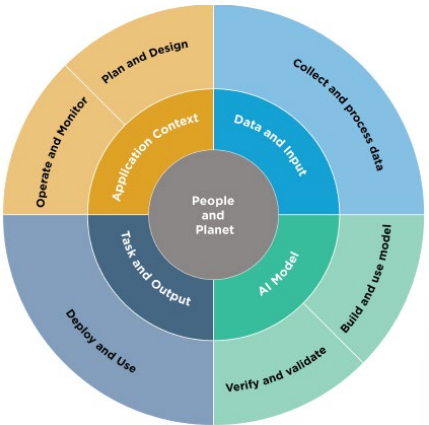 Plan and Design
Collect and process data
Operate and Monitor
Application Context
Data and Input
People
and
Planet
Task and Output
AI Model
Build and use model
Deploy and Use
Verify and validate